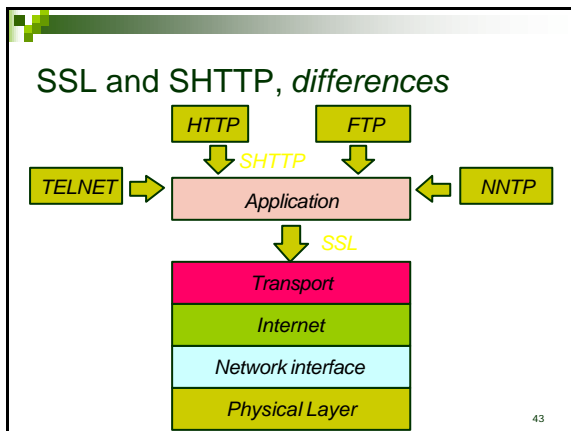 SSL and SHTTP, differences
HTTP
FTP
SHTTP
TELNET
Application
NNTP
SSL
Transport
Internet
Network interface
Physical Layer
43